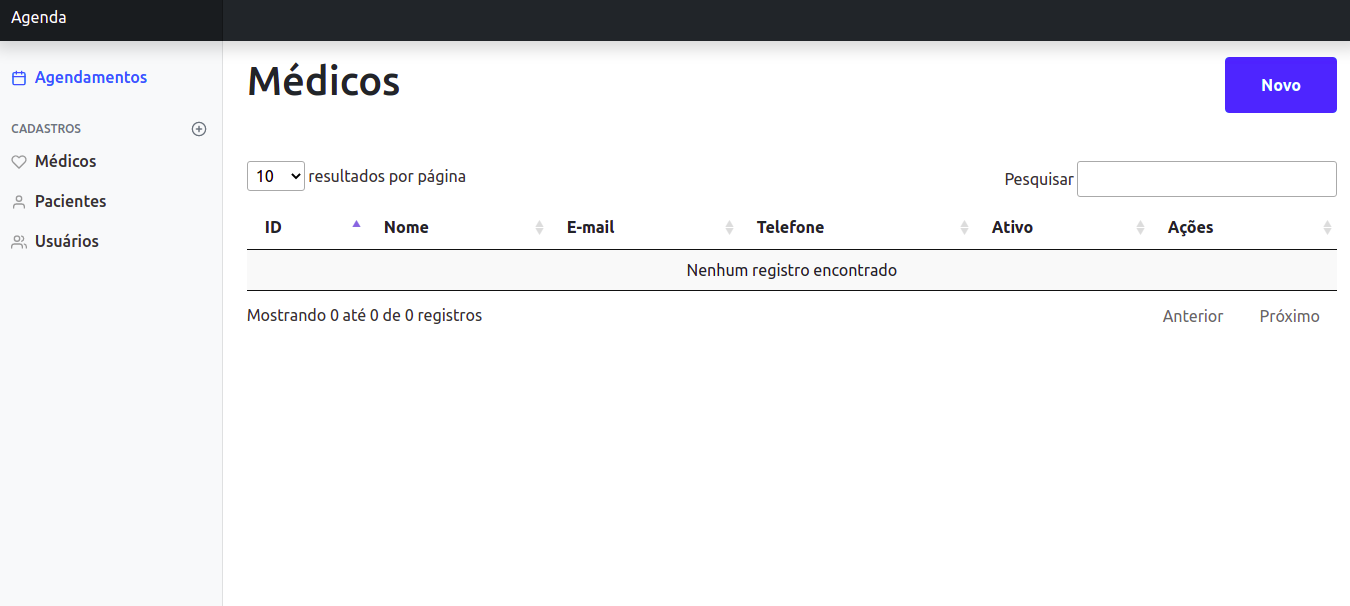 Agenda
Agendamentos
CADASTROS
Médicos
Pacientes
Usuários
Médicos
Novo
10 resultados por página
Pesquisar
ID Nome E-mail Telefone Ativo Ações
Nenhum registro encontrado
Mostrando 0 até 0 de 0 registros
Anterior Próximo